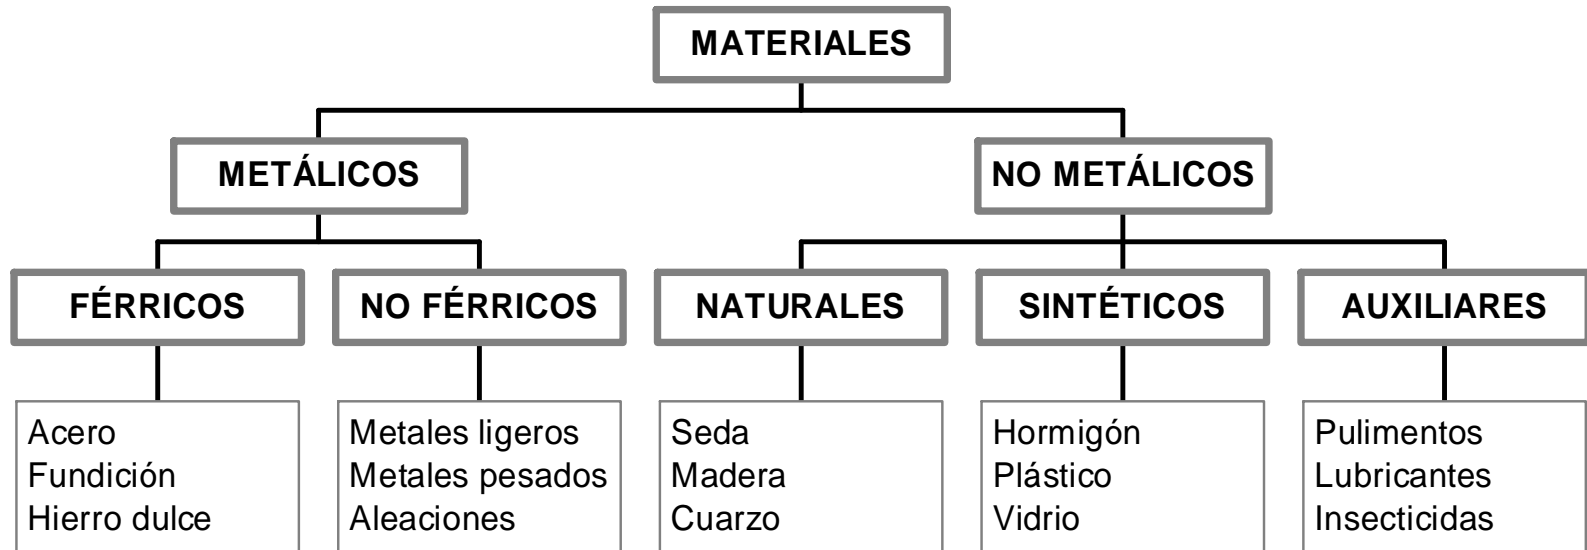 MATERIALES
METÁLICOS
NO METÁLICOS
FÉRRICOS
NO FÉRRICOS
NATURALES
SINTÉTICOS
AUXILIARES
Acero
Fundición
Hierro dulce
Metales ligeros
Metales pesados
Aleaciones
Seda
Madera
Cuarzo
Hormigón
Plástico
Vidrio
Pulimentos
Lubricantes
Insecticidas